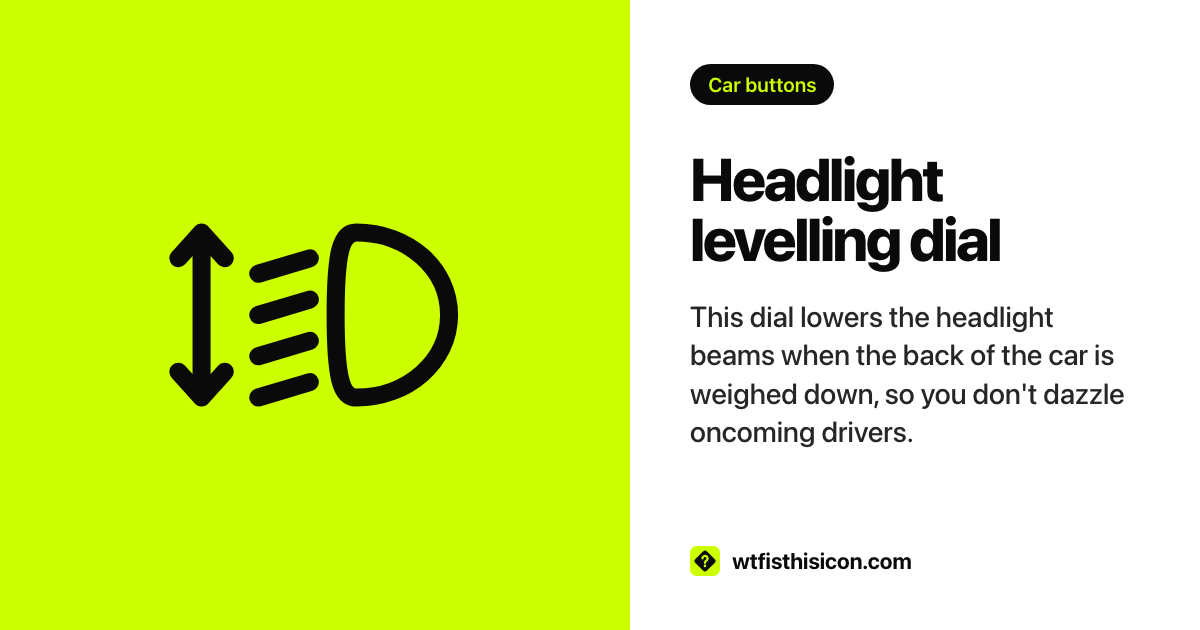 Car buttons
Headlight
levelling dial
This dial lowers the headlight
beams when the back of the car is
weighed down, so you don't dazzle
oncoming drivers.
?
wtfisthisicon.com